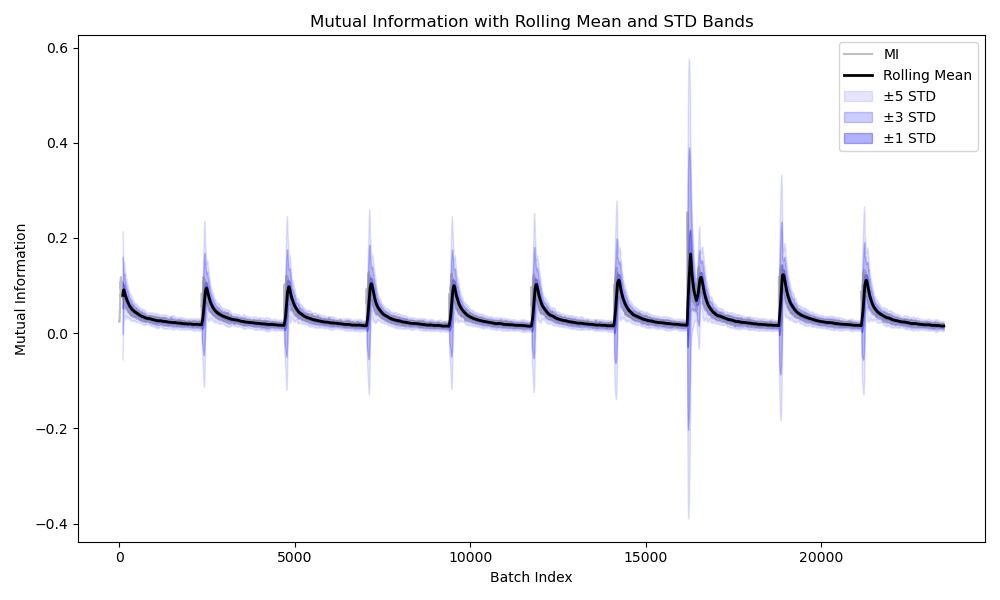 Mutual Information with Rolling Mean and STD Bands
MI
Rolling Mean
±5 STD
±3 STD
±1 STD
Mutual Information
0.6
0.4
0.2
0.0
−0.2
−0.4
0
5000
10000
15000
20000
Batch Index